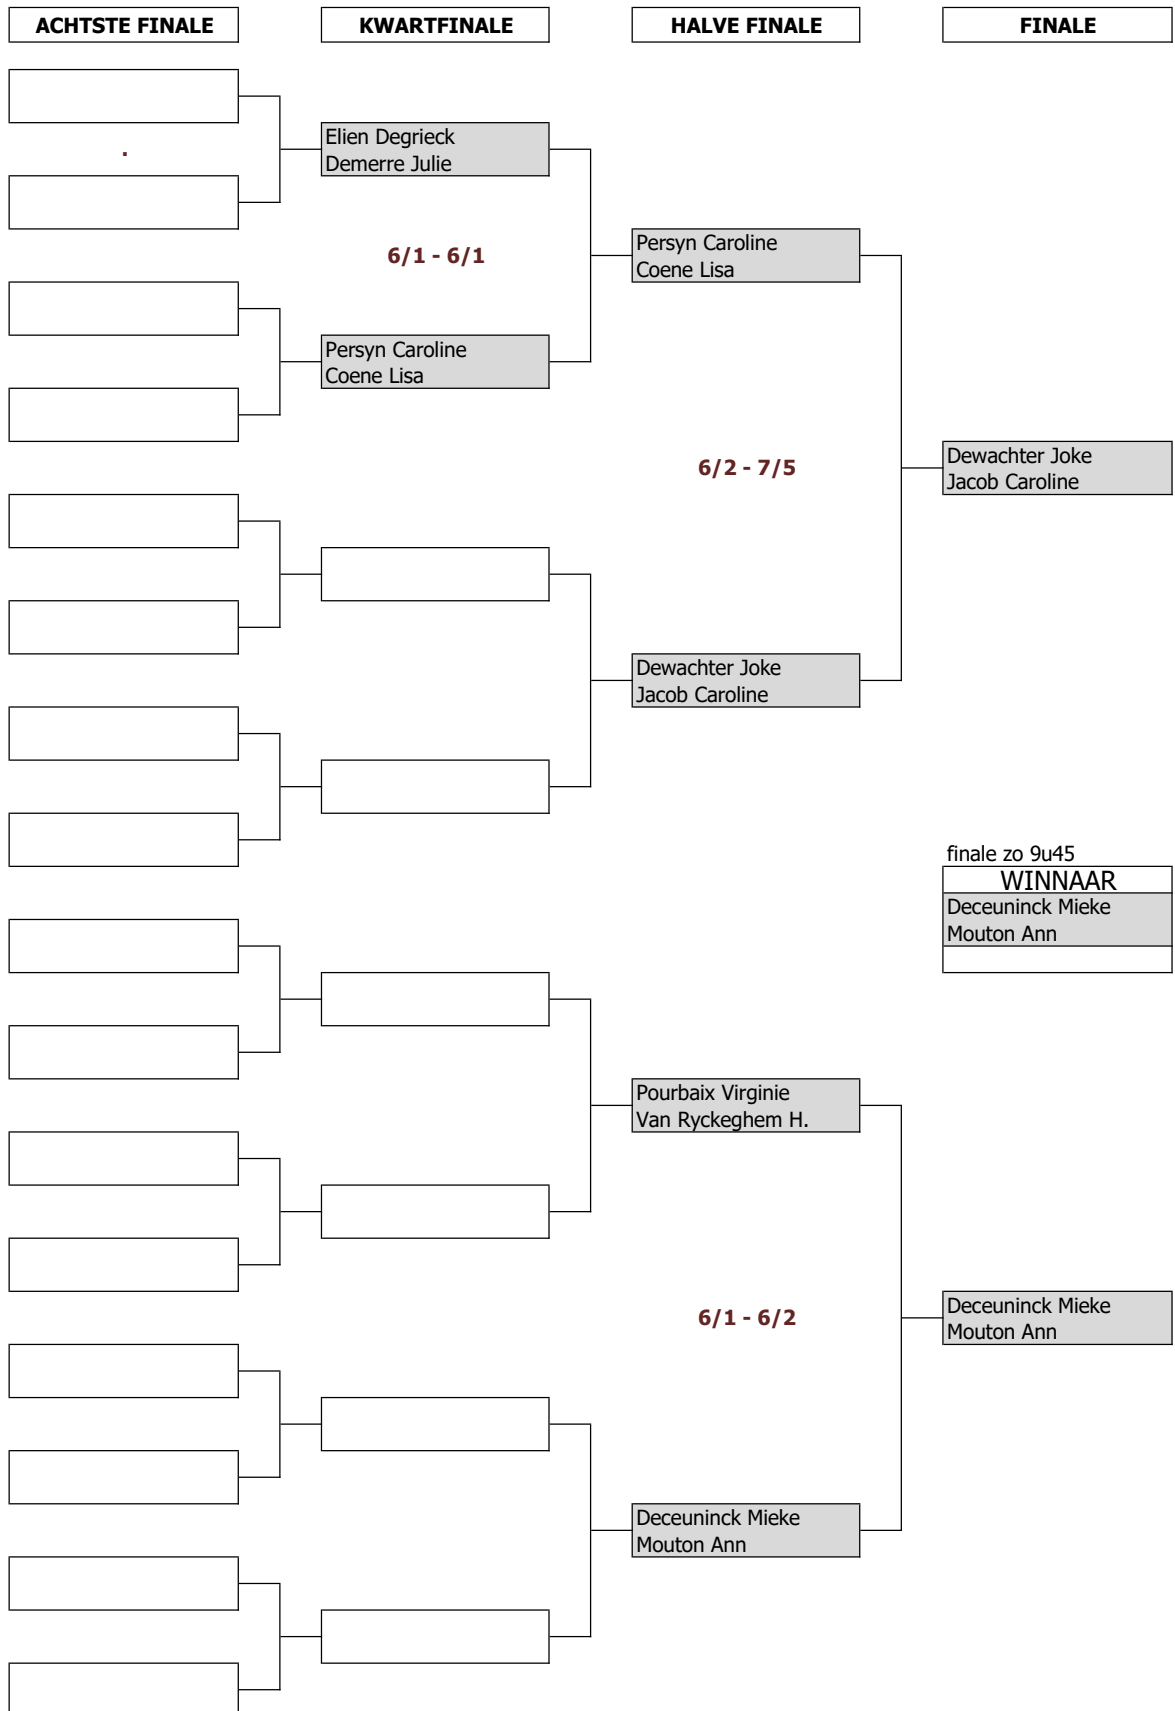 ACHTSTE FINALE
KWARTFINALE
HALVE FINALE
FINALE
.
Elien Degrieck
Demerre Julie
6/1 - 6/1
Persyn Caroline
Coene Lisa
Persyn Caroline
Coene Lisa
6/2 - 7/5
Dewachter Joke
Jacob Caroline
Dewachter Joke
Jacob Caroline
finale zo 9u45
WINNAAR
Deceuninck Mieke
Mouton Ann
Pourbaix Virginie
Van Ryckeghem H.
6/1 - 6/2
Deceuninck Mieke
Mouton Ann
Deceuninck Mieke
Mouton Ann